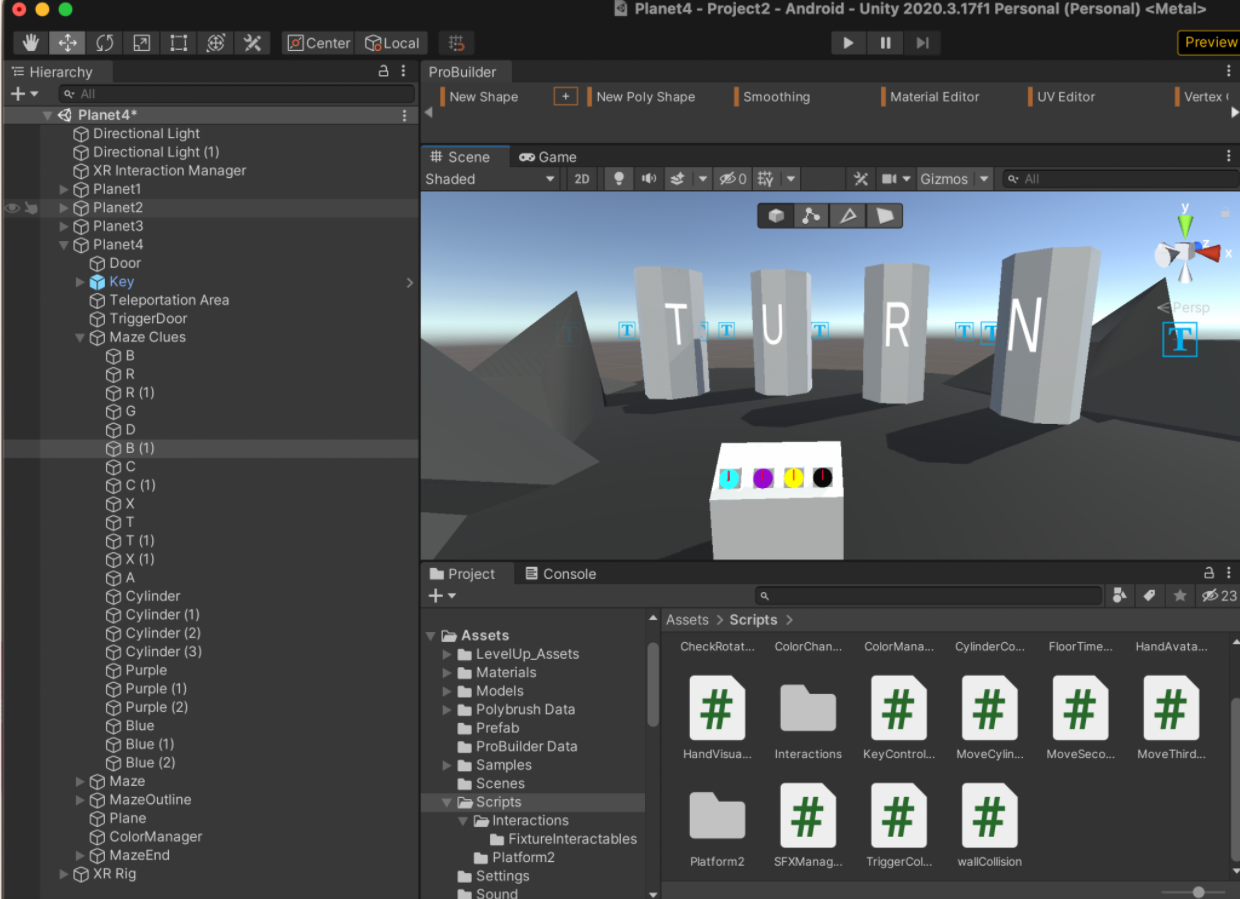 Planet4 - Project2 - Android - Unity 2020.3.17f1 Personal (Personal) <Metal>
Center
Local
Preview
Hierarchy
All
Planet4*
Directional Light
Directional Light (1)
XR Interaction Manager
Planet1
Planet2
Planet3
Planet4
Door
Key
Teleportation Area
TriggerDoor
Maze Clues
B
R
R (1)
G
D
B (1)
C
C (1)
X
T
T (1)
X (1)
A
Cylinder
Cylinder (1)
Cylinder (2)
Cylinder (3)
Purple
Purple (1)
Purple (2)
Blue
Blue (1)
Blue (2)
Maze
MazeOutline
Plane
ColorManager
MazeEnd
XR Rig
ProBuilder
New Shape
+
New Poly Shape
Smoothing
Material Editor
UV Editor
Vertex
Scene
Game
Shaded
2D
0
Gizmos
All
T U R N
y
z
x
Persp
T T T T T T T
Project
Console
23
Assets
LevelUp_Assets
Materials
Models
Polybrush Data
Prefab
ProBuilder Data
Samples
Scenes
Scripts
Interactions
FixtureInteractables
Platform2
Settings
Sound
Assets > Scripts >
CheckRotat... ColorChan... ColorMana... CylinderCo... FloorTime... HandAvata...
# # # # #
HandVisua... Interactions KeyControl... MoveCylin... MoveSeco... MoveThird...
# # #
Platform2 SFXManag... TriggerCol... wallCollision